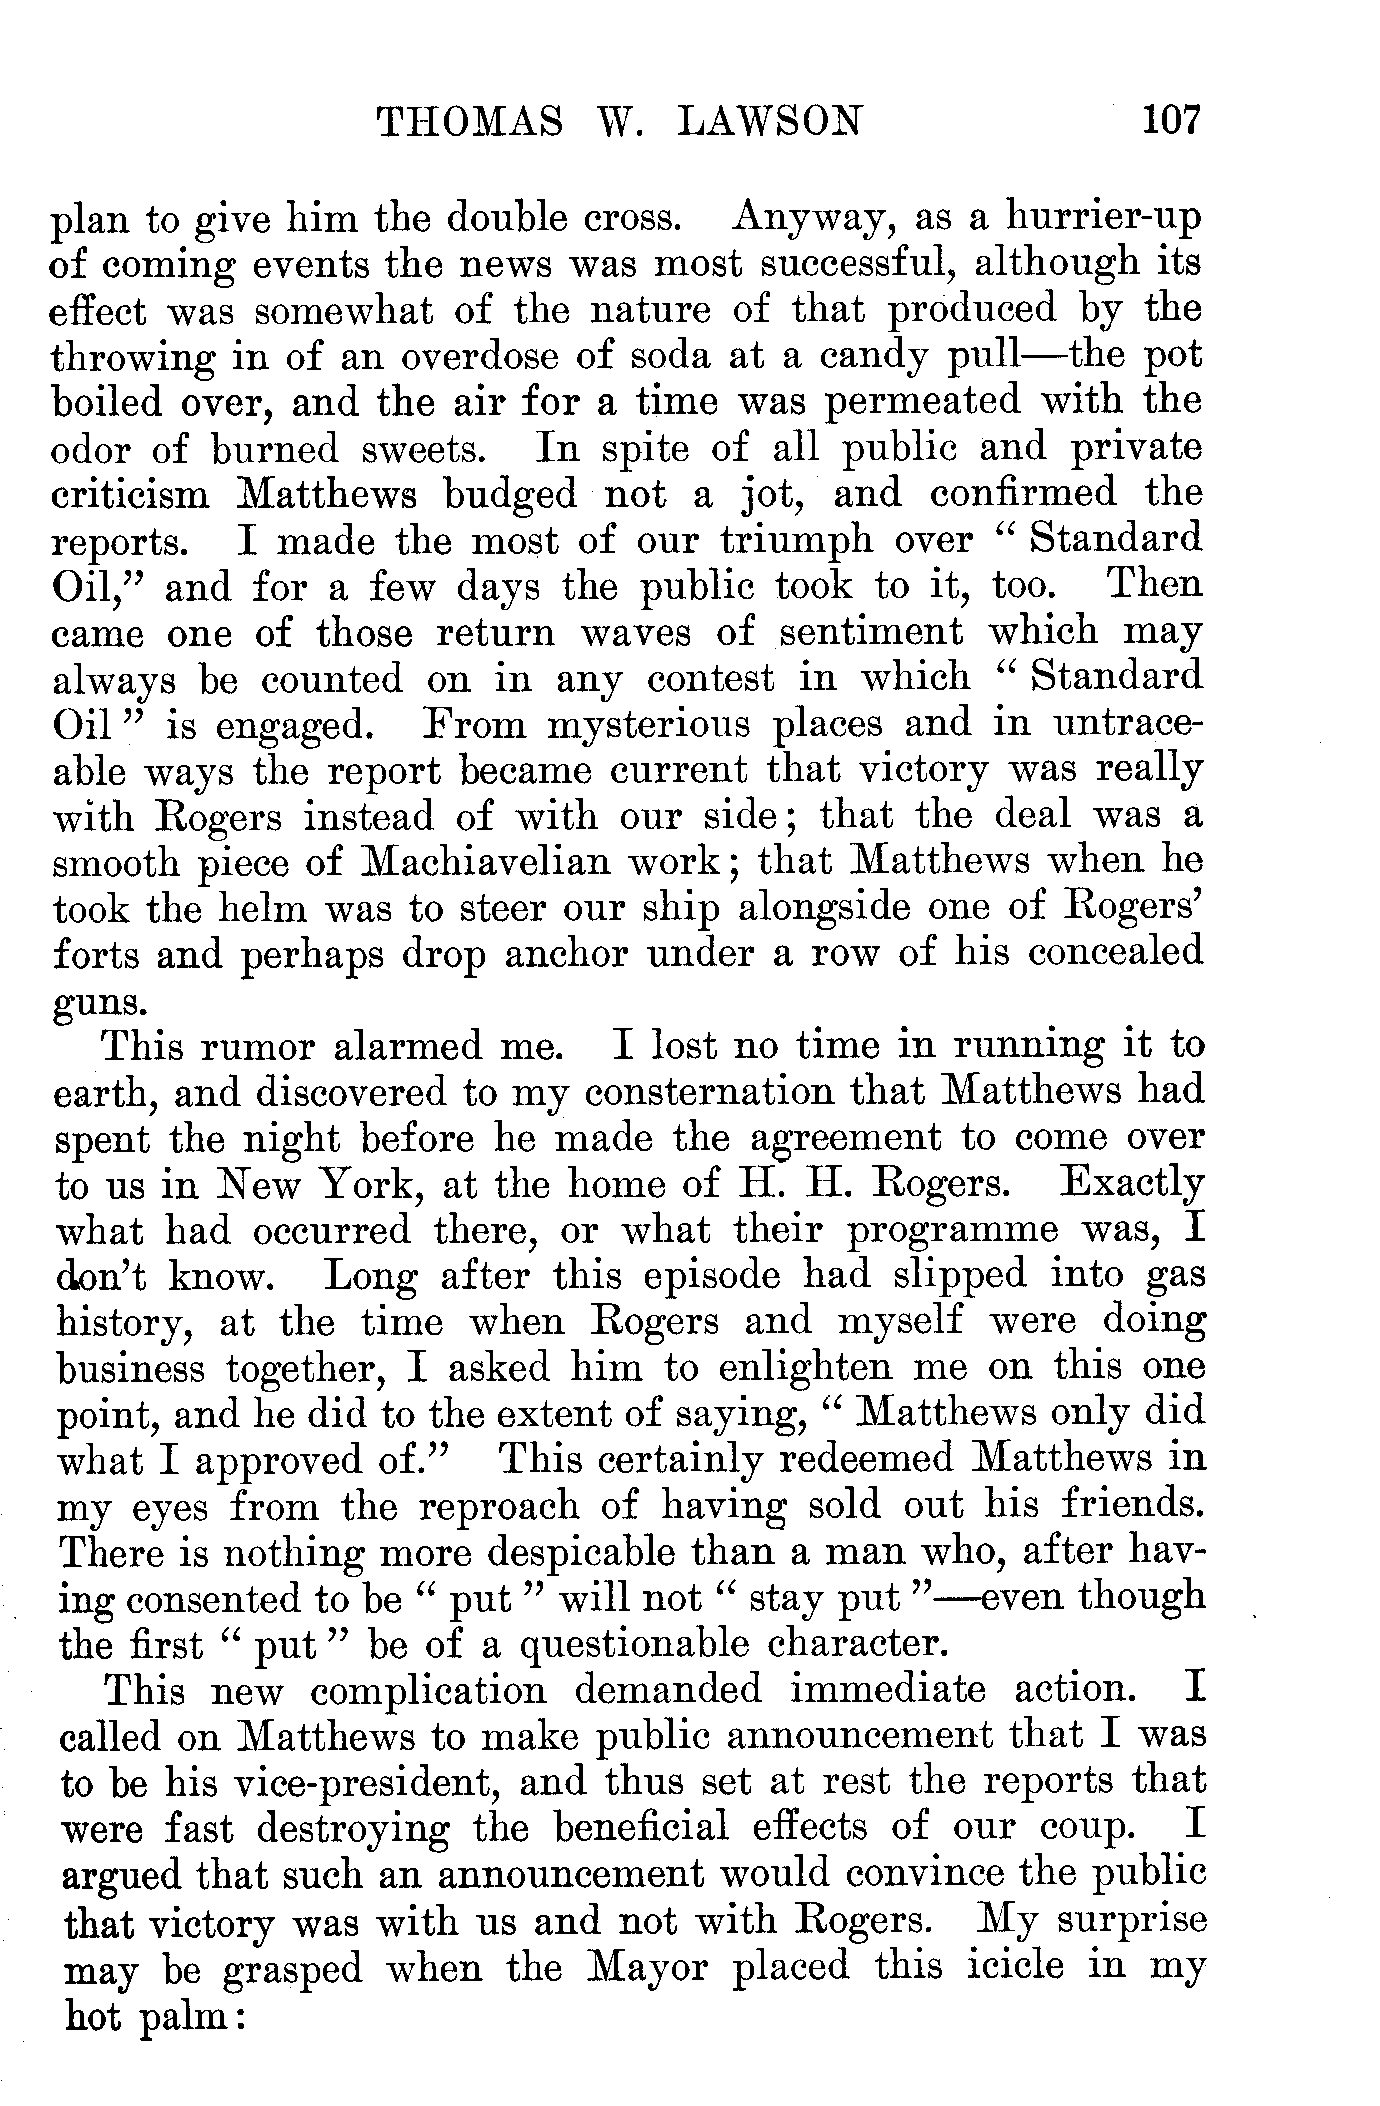 THOMAS W. LAWSON 107
plan to give him the double cross. Anyway, as a hurrier-up
of coming events the news was most successful, although its
effect was somewhat of the nature of that produced by the
throwing in of an overdose of soda at a candy pull—the pot
boiled over, and the air for a time was permeated with the
odor of burned sweets. In spite of all public and private
criticism Matthews budged not a jot, and confirmed the
reports. I made the most of our triumph over “ Standard
Oil,” and for a few days the public took to it, too. Then
came one of those return waves of sentiment which may
always be counted on in any contest in which “ Standard
Oil ” is engaged. From mysterious places and in untrace-
able ways the report became current that victory was really
with Rogers instead of with our side; that the deal was a
smooth piece of Machiavelian work; that Matthews when he
took the helm was to steer our ship alongside one of Rogers’
forts and perhaps drop anchor under a row of his concealed
guns.
This rumor alarmed me. I lost no time in running it to
earth, and discovered to my consternation that Matthews had
spent the night before he made the agreement to come over
to us in New York, at the home of H. H. Rogers. Exactly
what had occurred there, or what their programme was, I
don’t know. Long after this episode had slipped into gas
history, at the time when Rogers and myself were doing
business together, I asked him to enlighten me on this one
point, and he did to the extent of saying, “ Matthews only did
what I approved of.” This certainly redeemed Matthews in
my eyes from the reproach of having sold out his friends.
There is nothing more despicable than a man who, after hav-
ing consented to be “ put ” will not “ stay put ”—even though
the first “ put ” be of a questionable character.
This new complication demanded immediate action. I
called on Matthews to make public announcement that I was
to be his vice-president, and thus set at rest the reports that
were fast destroying the beneficial effects of our coup. I
argued that such an announcement would convince the public
that victory was with us and not with Rogers. My surprise
may be grasped when the Mayor placed this icicle in my
hot palm: